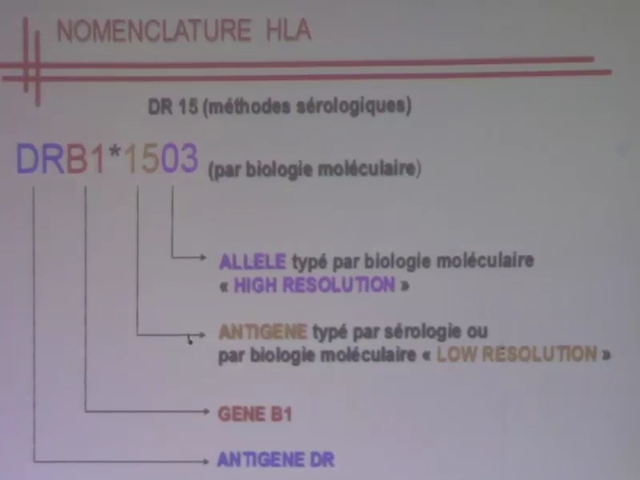 NOMENCLATURE HLA
DR 15 (méthodes sérologiques)
DRB1*1503 (par biologie moléculaire)
ALLELE typé par biologie moléculaire
« HIGH RESOLUTION »
ANTIGENE typé par sérologie ou
par biologie moléculaire « LOW RESOLUTION »
GENE B1
ANTIGENE DR